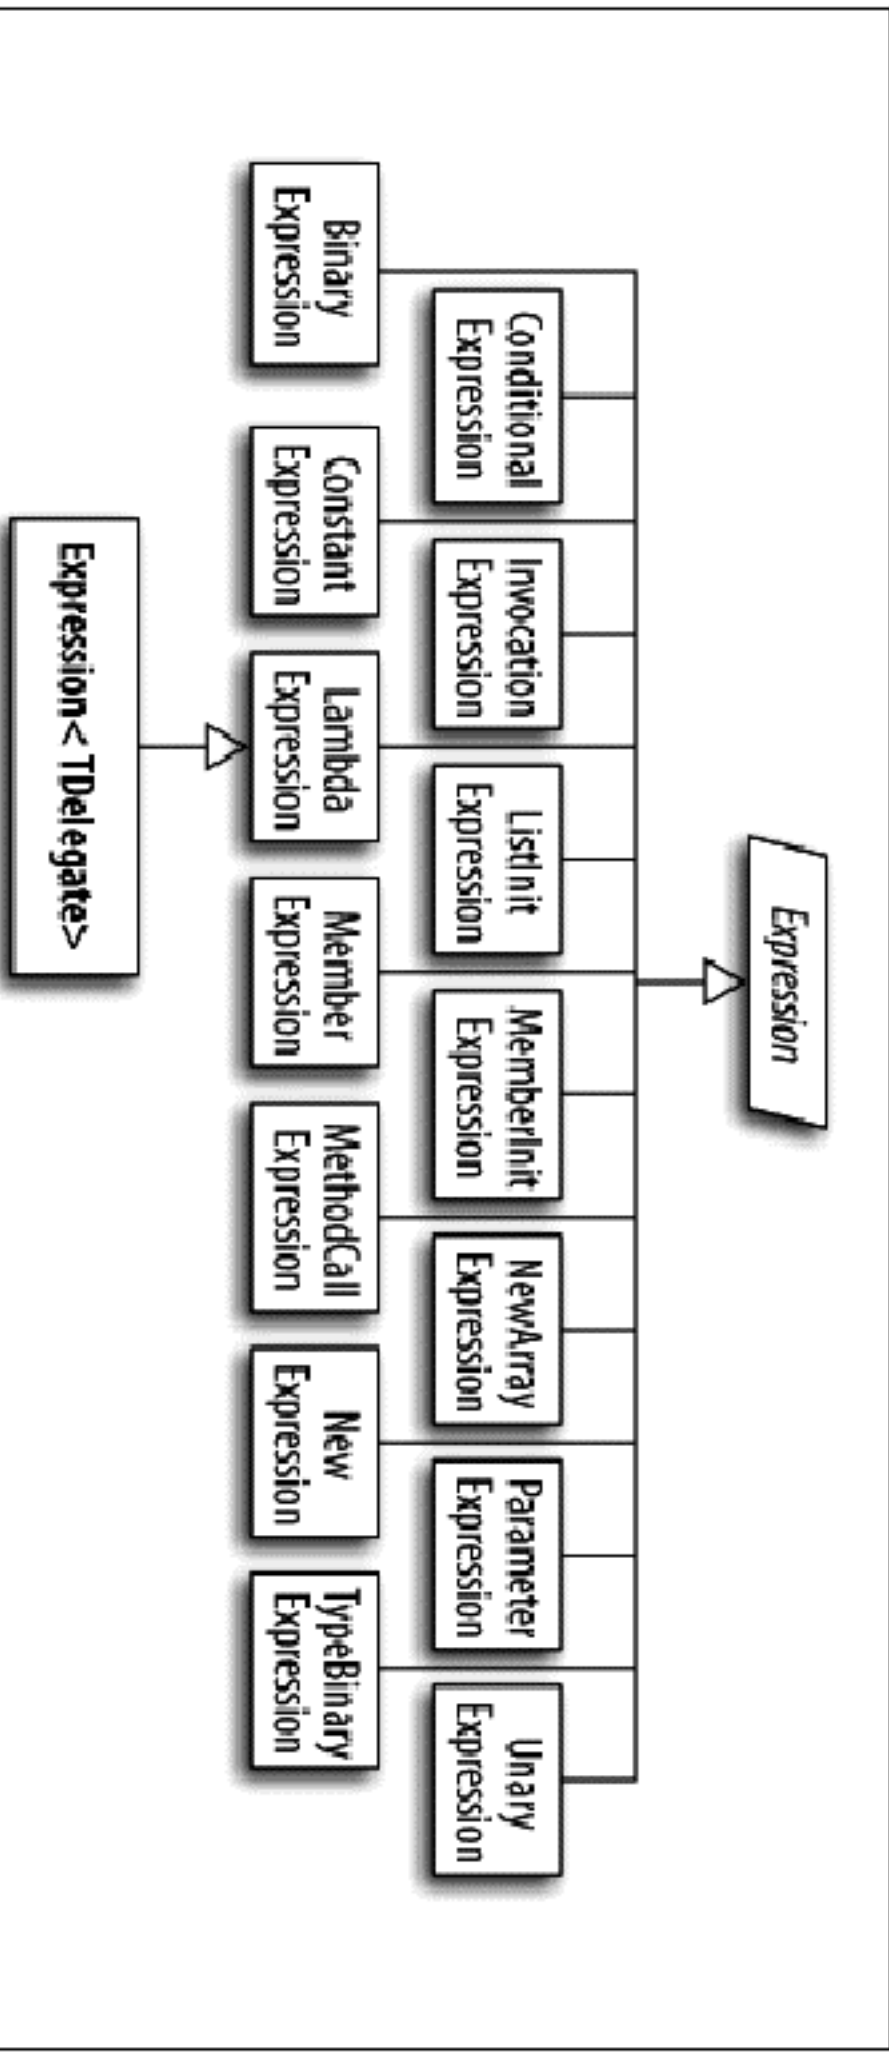 Expression
Conditional
Expression
Invocation
Expression
ListInit
Expression
MemberInit
Expression
NewArray
Expression
Parameter
Expression
Unary
Expression
Binary
Expression
Constant
Expression
Lambda
Expression
Member
Expression
MethodCall
Expression
New
Expression
TypeBinary
Expression
Expression< TDelegate>